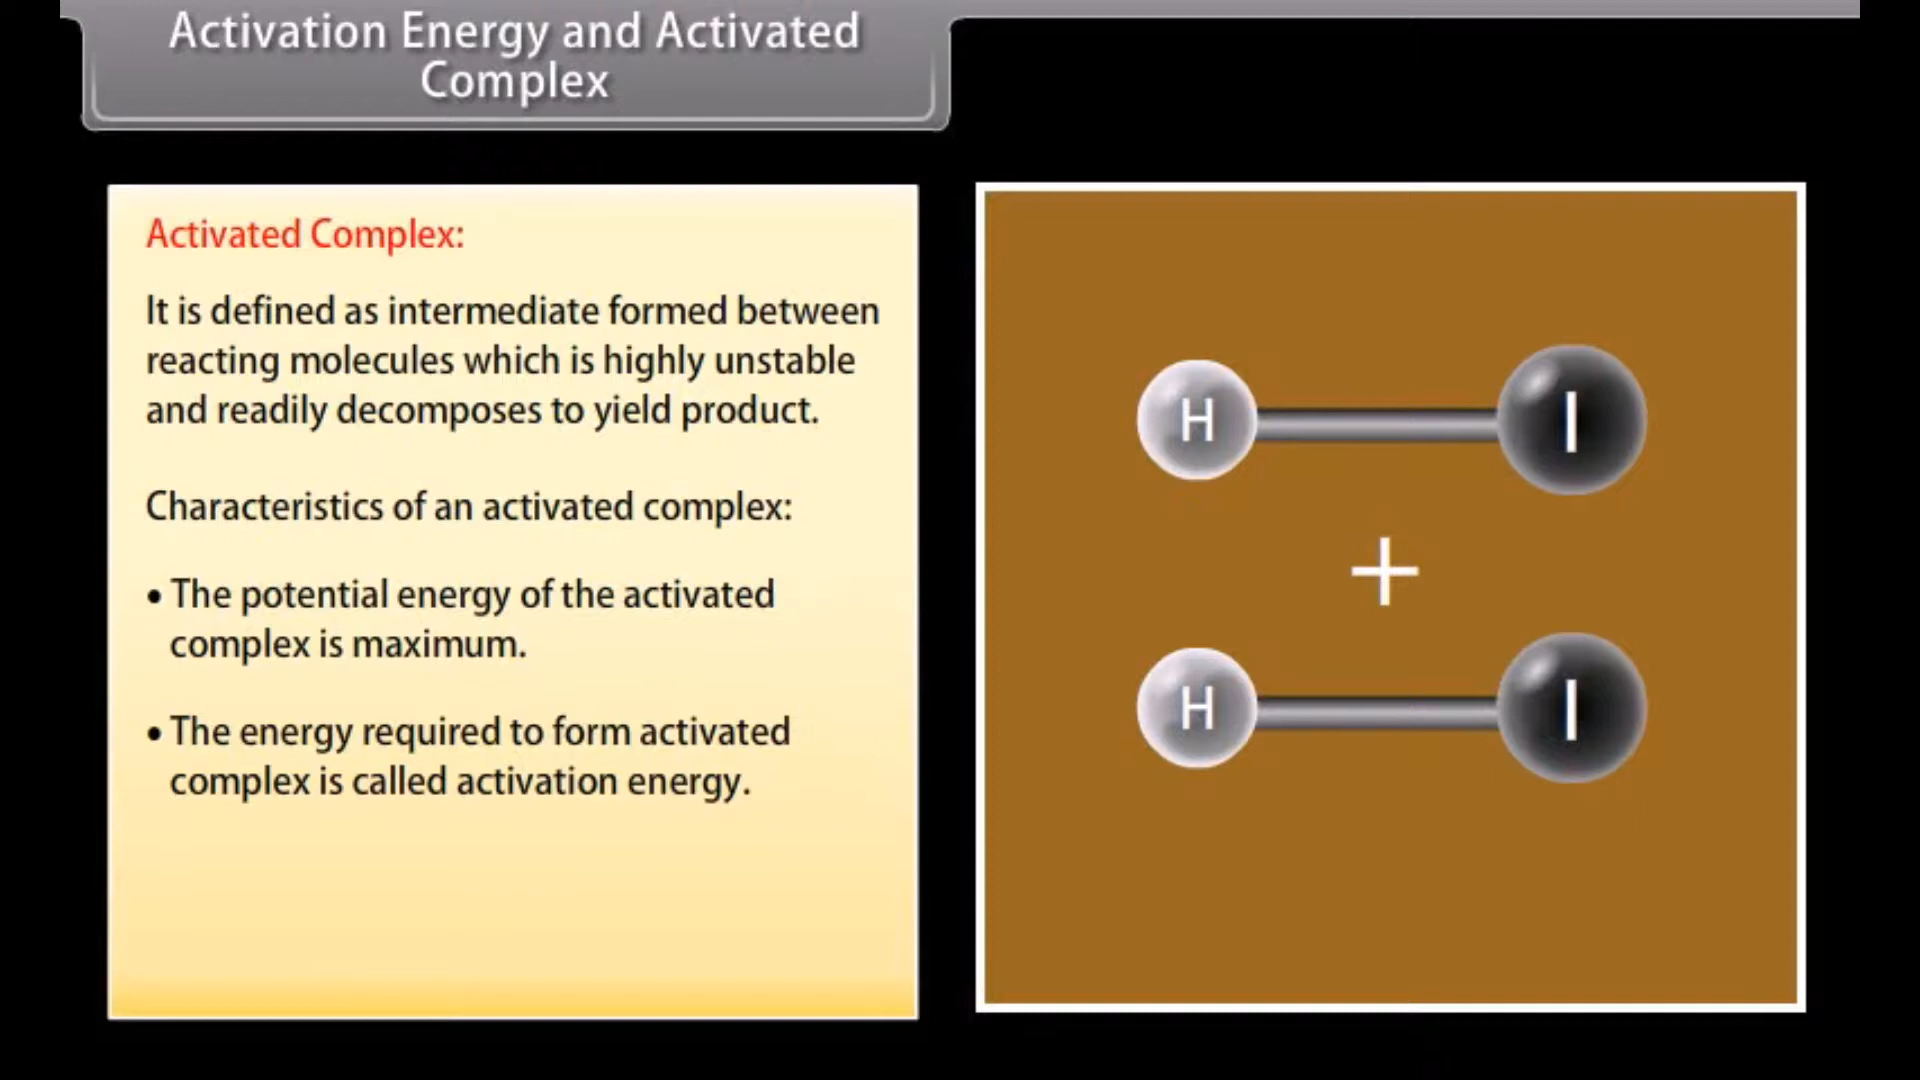 Activation Energy and Activated
Complex
Activated Complex:
It is defined as intermediate formed between
reacting molecules which is highly unstable
and readily decomposes to yield product.
Characteristics of an activated complex:
• The potential energy of the activated
complex is maximum.
• The energy required to form activated
complex is called activation energy.
H I
+
H I